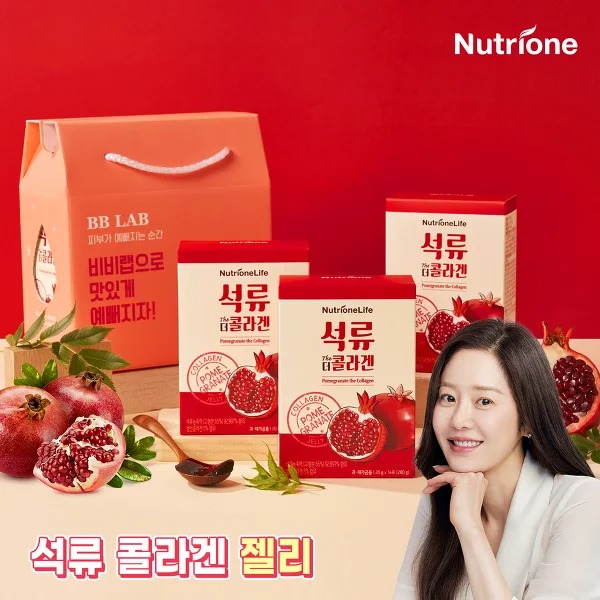 Nutrione
BB LAB
피부가 예뻐지는 순간
비비랩으로
맛있게
예뻐지자!
NutrioneLife
석류
The
더 콜라겐
Pomegranate the Collagen
COLLAGEN
POME
GRANATE
JELLY
NutrioneLife
석류
The
더 콜라겐
Pomegranate the Collagen
COLLAGEN
POME
GRANATE
JELLY
NutrioneLife
석류
The
더 콜라겐
Pomegranate the Collagen
석류 콜라겐 젤리